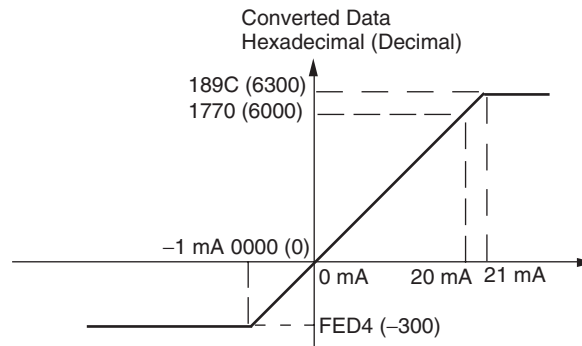 Converted Data
Hexadecimal (Decimal)
189C (6300)
1770 (6000)
−1 mA 0000 (0)
0 mA
20 mA
21 mA
FED4 (−300)